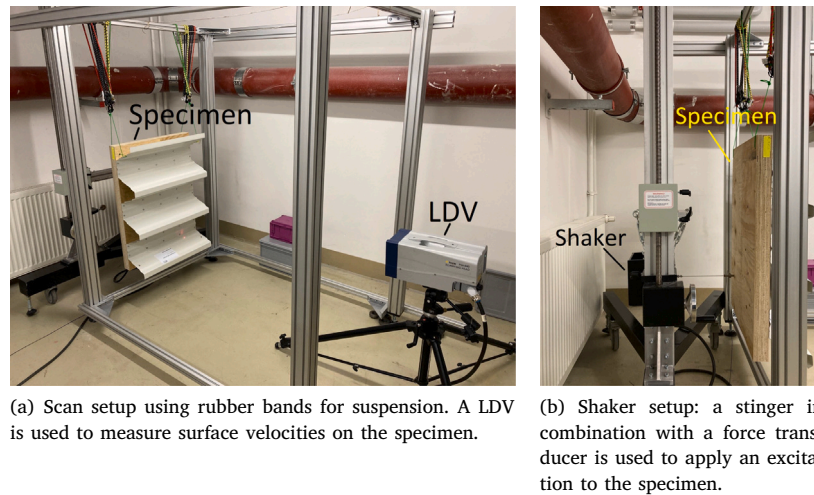 Specimen
LDV
Specimen
Shaker
(a) Scan setup using rubber bands for suspension. A LDV
is used to measure surface velocities on the specimen.
(b) Shaker setup: a stinger i
combination with a force trans
ducer is used to apply an excita
tion to the specimen.